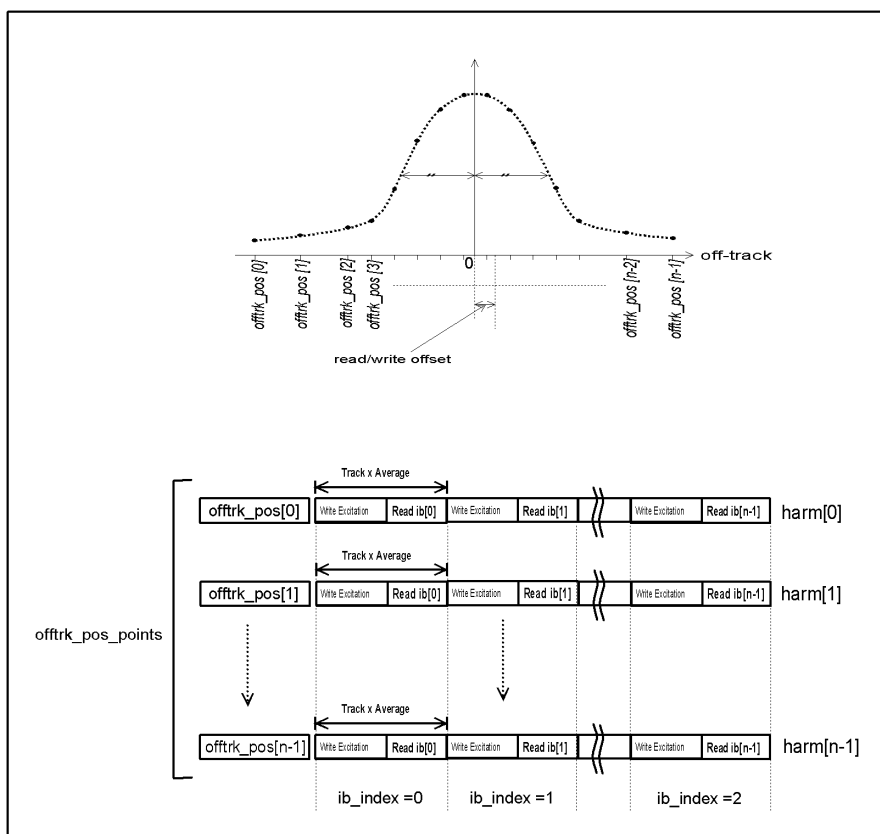 off-track
0
offtrk_pos [0]
offtrk_pos [1]
offtrk_pos [2]
offtrk_pos [3]
offtrk_pos [n-2]
offtrk_pos [n-1]
read/write offset
Track x Average
offtrk_pos[0] Write Excitation Read ib[0] Write Excitation Read ib[1] Write Excitation Read ib[n-1] harm[0]
Track x Average
offtrk_pos[1] Write Excitation Read ib[0] Write Excitation Read ib[1] Write Excitation Read ib[n-1] harm[1]
offtrk_pos_points
Track x Average
offtrk_pos[n-1] Write Excitation Read ib[0] Write Excitation Read ib[1] Write Excitation Read ib[n-1] harm[n-1]
ib_index =0 ib_index =1 ib_index =2